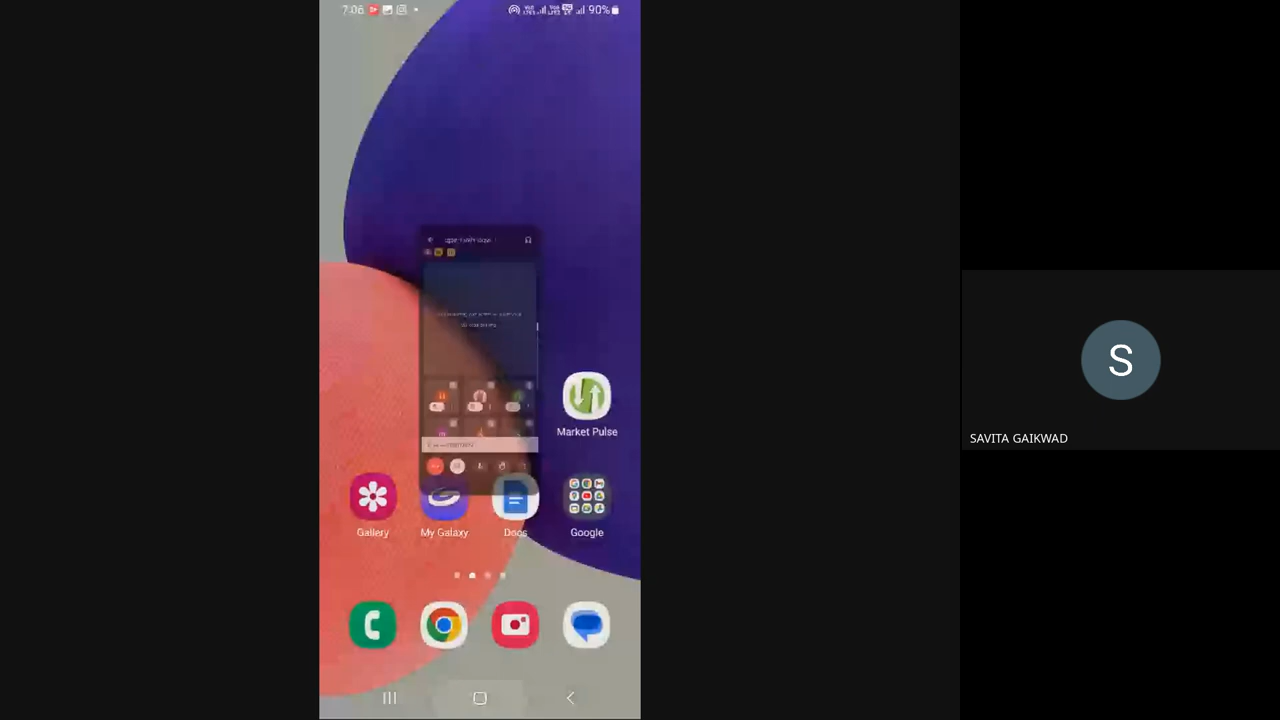 7:06
90%
Market Pulse
Gallery
My Galaxy
Docs
Google
S
SAVITA GAIKWAD